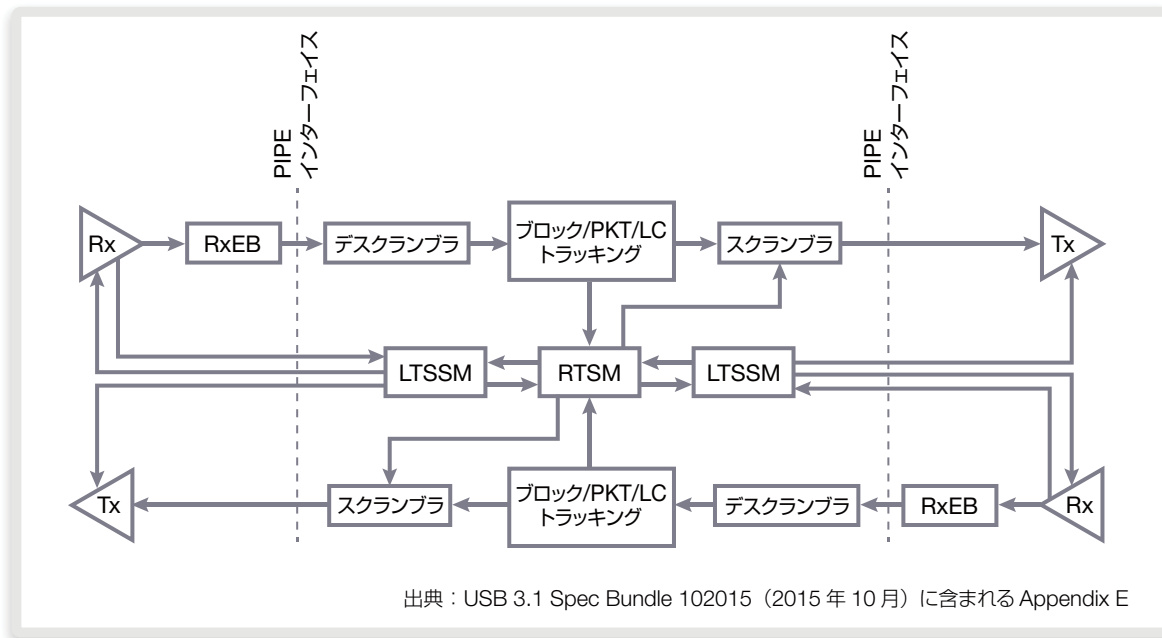 PIPE
インターフェイス
PIPE
インターフェイス
Rx
RxEB
デスクランブラ
ブロック/PKT/LC
トラッキング
スクランブラ
Tx
LTSSM
RTSM
LTSSM
Tx
スクランブラ
ブロック/PKT/LC
トラッキング
デスクランブラ
RxEB
Rx
出典：USB 3.1 Spec Bundle 102015（2015 年 10 月）に含まれる Appendix E